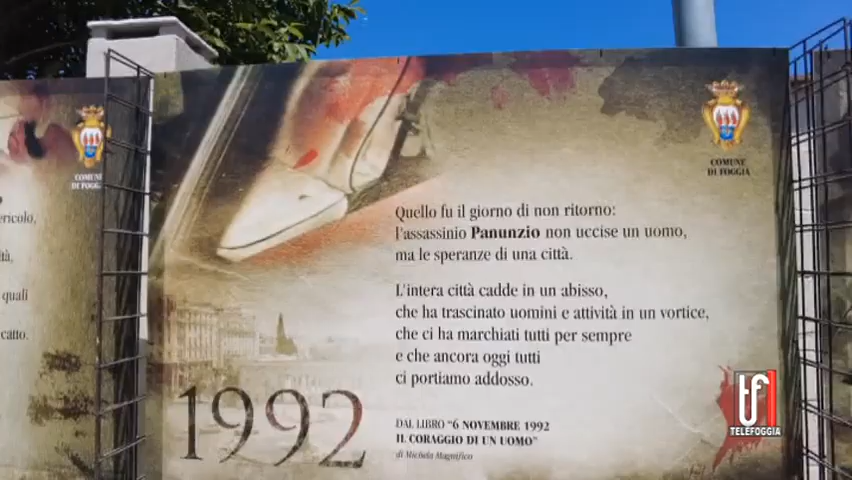 COMUNE
DI FOGGIA
ericolo,
tà,
quali
catto.
COMUNE
DI FOGGIA
Quello fu il giorno di non ritorno:
l'assassinio Panunzio non uccise un uomo,
ma le speranze di una città.
L'intera città cadde in un abisso,
che ha trascinato uomini e attività in un vortice,
che ci ha marchiati tutti per sempre
e che ancora oggi tutti
ci portiamo addosso.
1992
DAL LIBRO "6 NOVEMBRE 1992
IL CORAGGIO DI UN UOMO"
di Michela Magnifico
tf
TELEFOGGIA